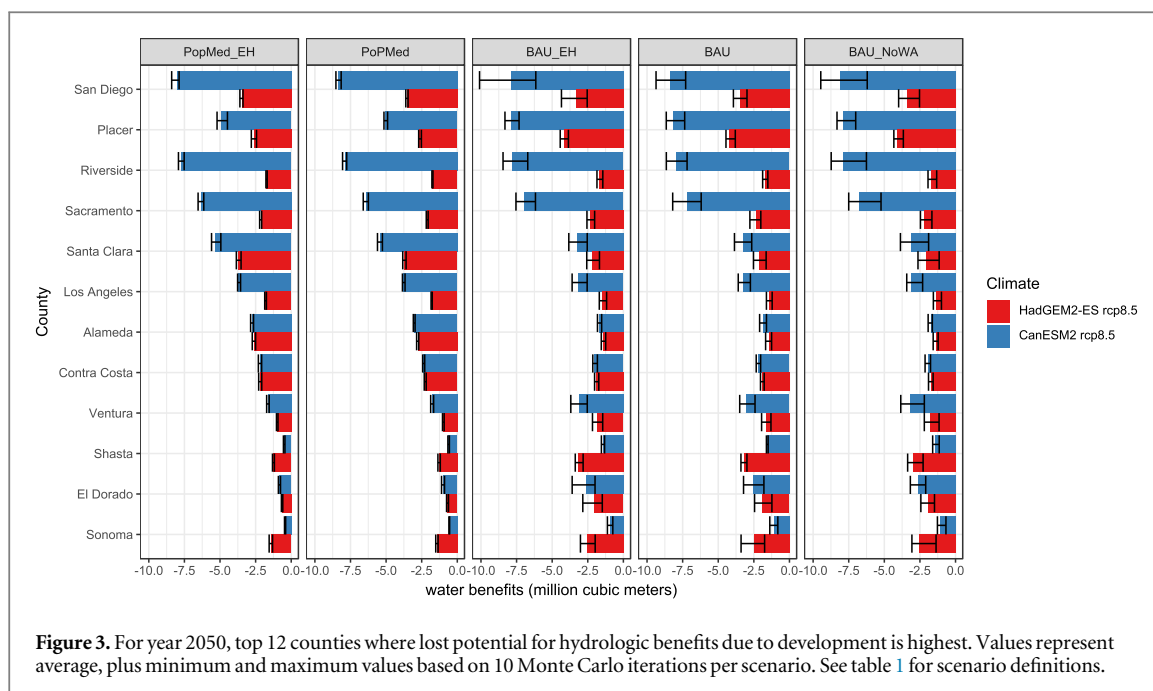 PopMed_EH PoPMed BAU_EH BAU BAU_NoWA
San Diego
Placer
Riverside
Sacramento
Santa Clara
Los Angeles
Alameda
Contra Costa
Ventura
Shasta
El Dorado
Sonoma
County
-10.0 -7.5 -5.0 -2.5 0.0 -10.0 -7.5 -5.0 -2.5 0.0 -10.0 -7.5 -5.0 -2.5 0.0 -10.0 -7.5 -5.0 -2.5 0.0 -10.0 -7.5 -5.0 -2.5 0.0
water benefits (million cubic meters)
Climate
HadGEM2-ES rcp8.5
CanESM2 rcp8.5
Figure 3. For year 2050, top 12 counties where lost potential for hydrologic benefits due to development is highest. Values represent
average, plus minimum and maximum values based on 10 Monte Carlo iterations per scenario. See table 1 for scenario definitions.